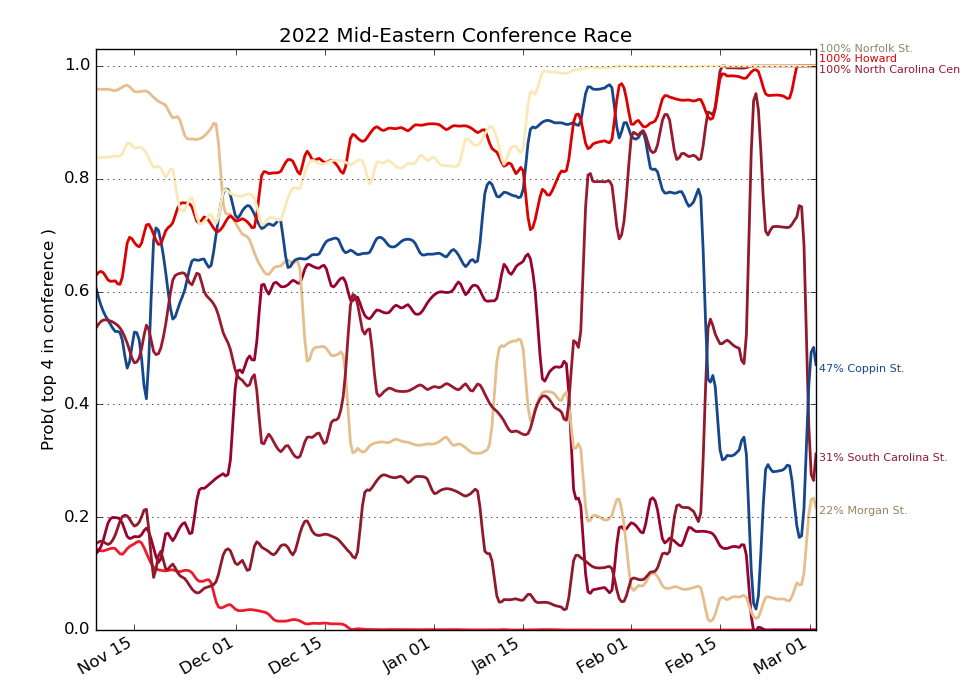 2022 Mid-Eastern Conference Race
Prob( top 4 in conference )
1.0
0.8
0.6
0.4
0.2
0.0
Nov 15
Dec 01
Dec 15
Jan 01
Jan 15
Feb 01
Feb 15
Mar 01
100% Norfolk St.
100% Howard
100% North Carolina Cen
47% Coppin St.
31% South Carolina St.
22% Morgan St.